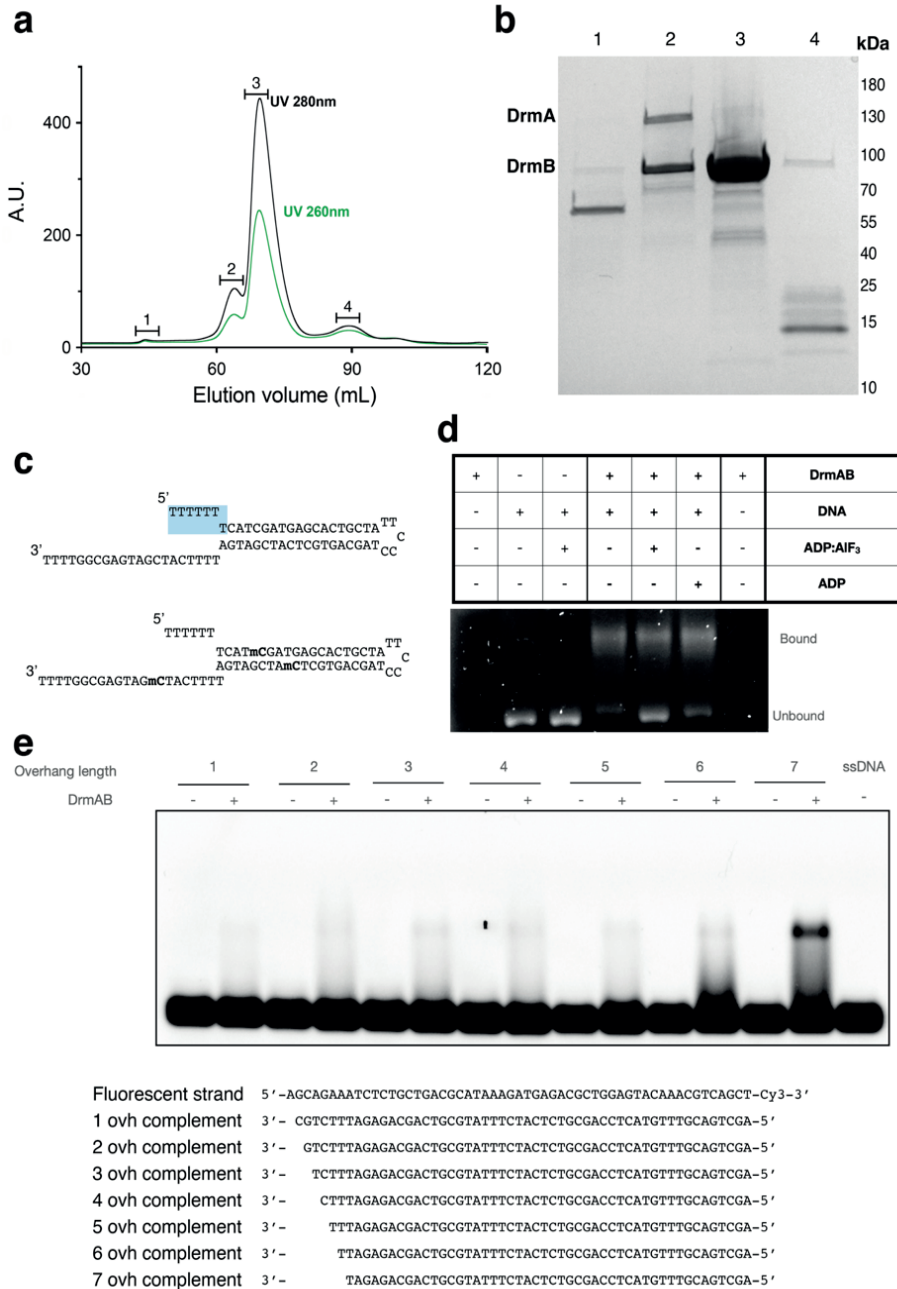 a
400
200
0
A.U.
30
60
90
120
Elution volume (mL)
1
2
3
4
UV 280nm
UV 260nm
b
1 2 3 4 kDa
DrmA
DrmB
180
130
100
70
55
40
25
15
10
c
5’
TTTTTT
TCATCGATGAGCACTGCTA TT
C
AGTAGCTACTCGTGACGAT CC
3’
TTTTGGCGAGTAGCTACTTTT
5’
TTTTTT
TCATmCGATGAGCACTGCTA TT
C
AGTAGCTAmCTCGTGACGAT CC
3’
TTTTGGCGAGTAGmCTACTTTT
d
+ - - + + + + DrmAB
- + + + + + - DNA
- - + - + - - ADP:AlF₃
- - - - - + - ADP
Bound
Unbound
e
Overhang length 1 2 3 4 5 6 7 ssDNA
DrmAB - + - + - + - + - + - + - + -
Fluorescent strand 5’-AGCAGAAATCTCTGCTGACGCATAAAGATGAGACGCTGGAGTACAAACGTCAGCT-Cy3-3’
1 ovh complement 3’- CGTCTTTAGAGACGACTGCGTATTTCTACTCTGCGACCTCATGTTTGCAGTCGA-5’
2 ovh complement 3’- GTCTTTAGAGACGACTGCGTATTTCTACTCTGCGACCTCATGTTTGCAGTCGA-5’
3 ovh complement 3’- TCTTTAGAGACGACTGCGTATTTCTACTCTGCGACCTCATGTTTGCAGTCGA-5’
4 ovh complement 3’- CTTTAGAGACGACTGCGTATTTCTACTCTGCGACCTCATGTTTGCAGTCGA-5’
5 ovh complement 3’- TTTAGAGACGACTGCGTATTTCTACTCTGCGACCTCATGTTTGCAGTCGA-5’
6 ovh complement 3’- TTAGAGACGACTGCGTATTTCTACTCTGCGACCTCATGTTTGCAGTCGA-5’
7 ovh complement 3’- TAGAGACGACTGCGTATTTCTACTCTGCGACCTCATGTTTGCAGTCGA-5’